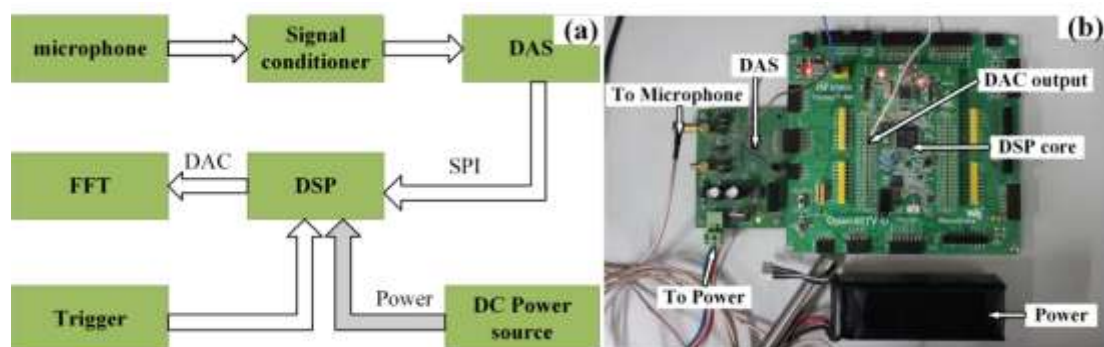 (a)
microphone
Signal
conditioner
DAS
SPI
DAC
FFT
DSP
Power
Trigger
DC Power
source
(b)
DAS
DAC output
To Microphone
DSP core
To Power
Power